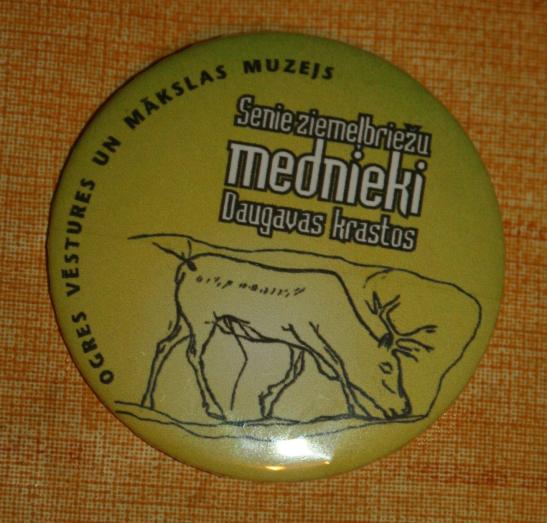 OGRES VĒSTURES UN MĀKSLAS MUZEJS
Senie ziemeļbriežu
mednieki
Daugavas krastos